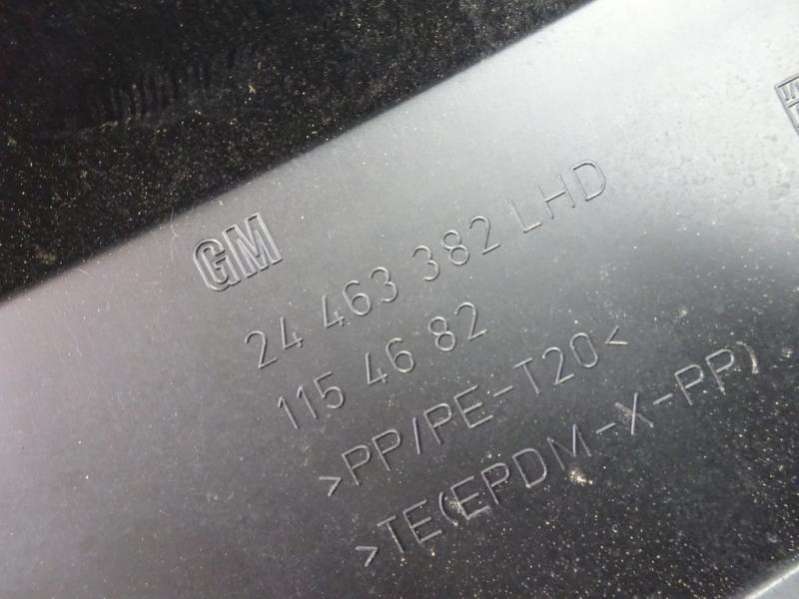 GM
24 463 382 LHD
115 46 82
>PP/PE-T20<
>TE(EPDM-X-PP)